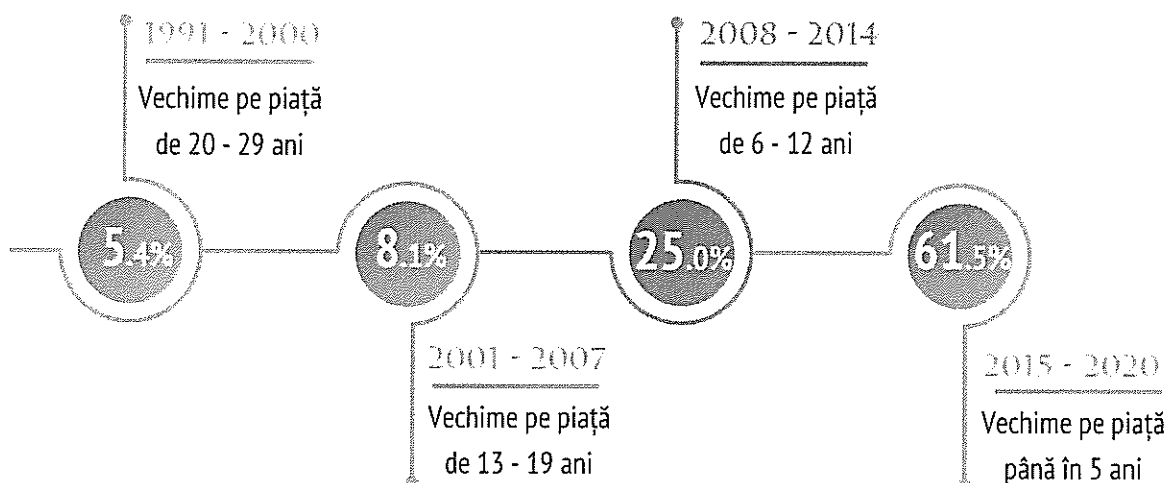 1991 - 2000
Vechime pe piață
de 20 - 29 ani
5.4%
8.1%
2001 - 2007
Vechime pe piață
de 13 - 19 ani
2008 - 2014
Vechime pe piață
de 6 - 12 ani
25.0%
61.5%
2015 - 2020
Vechime pe piață
până în 5 ani